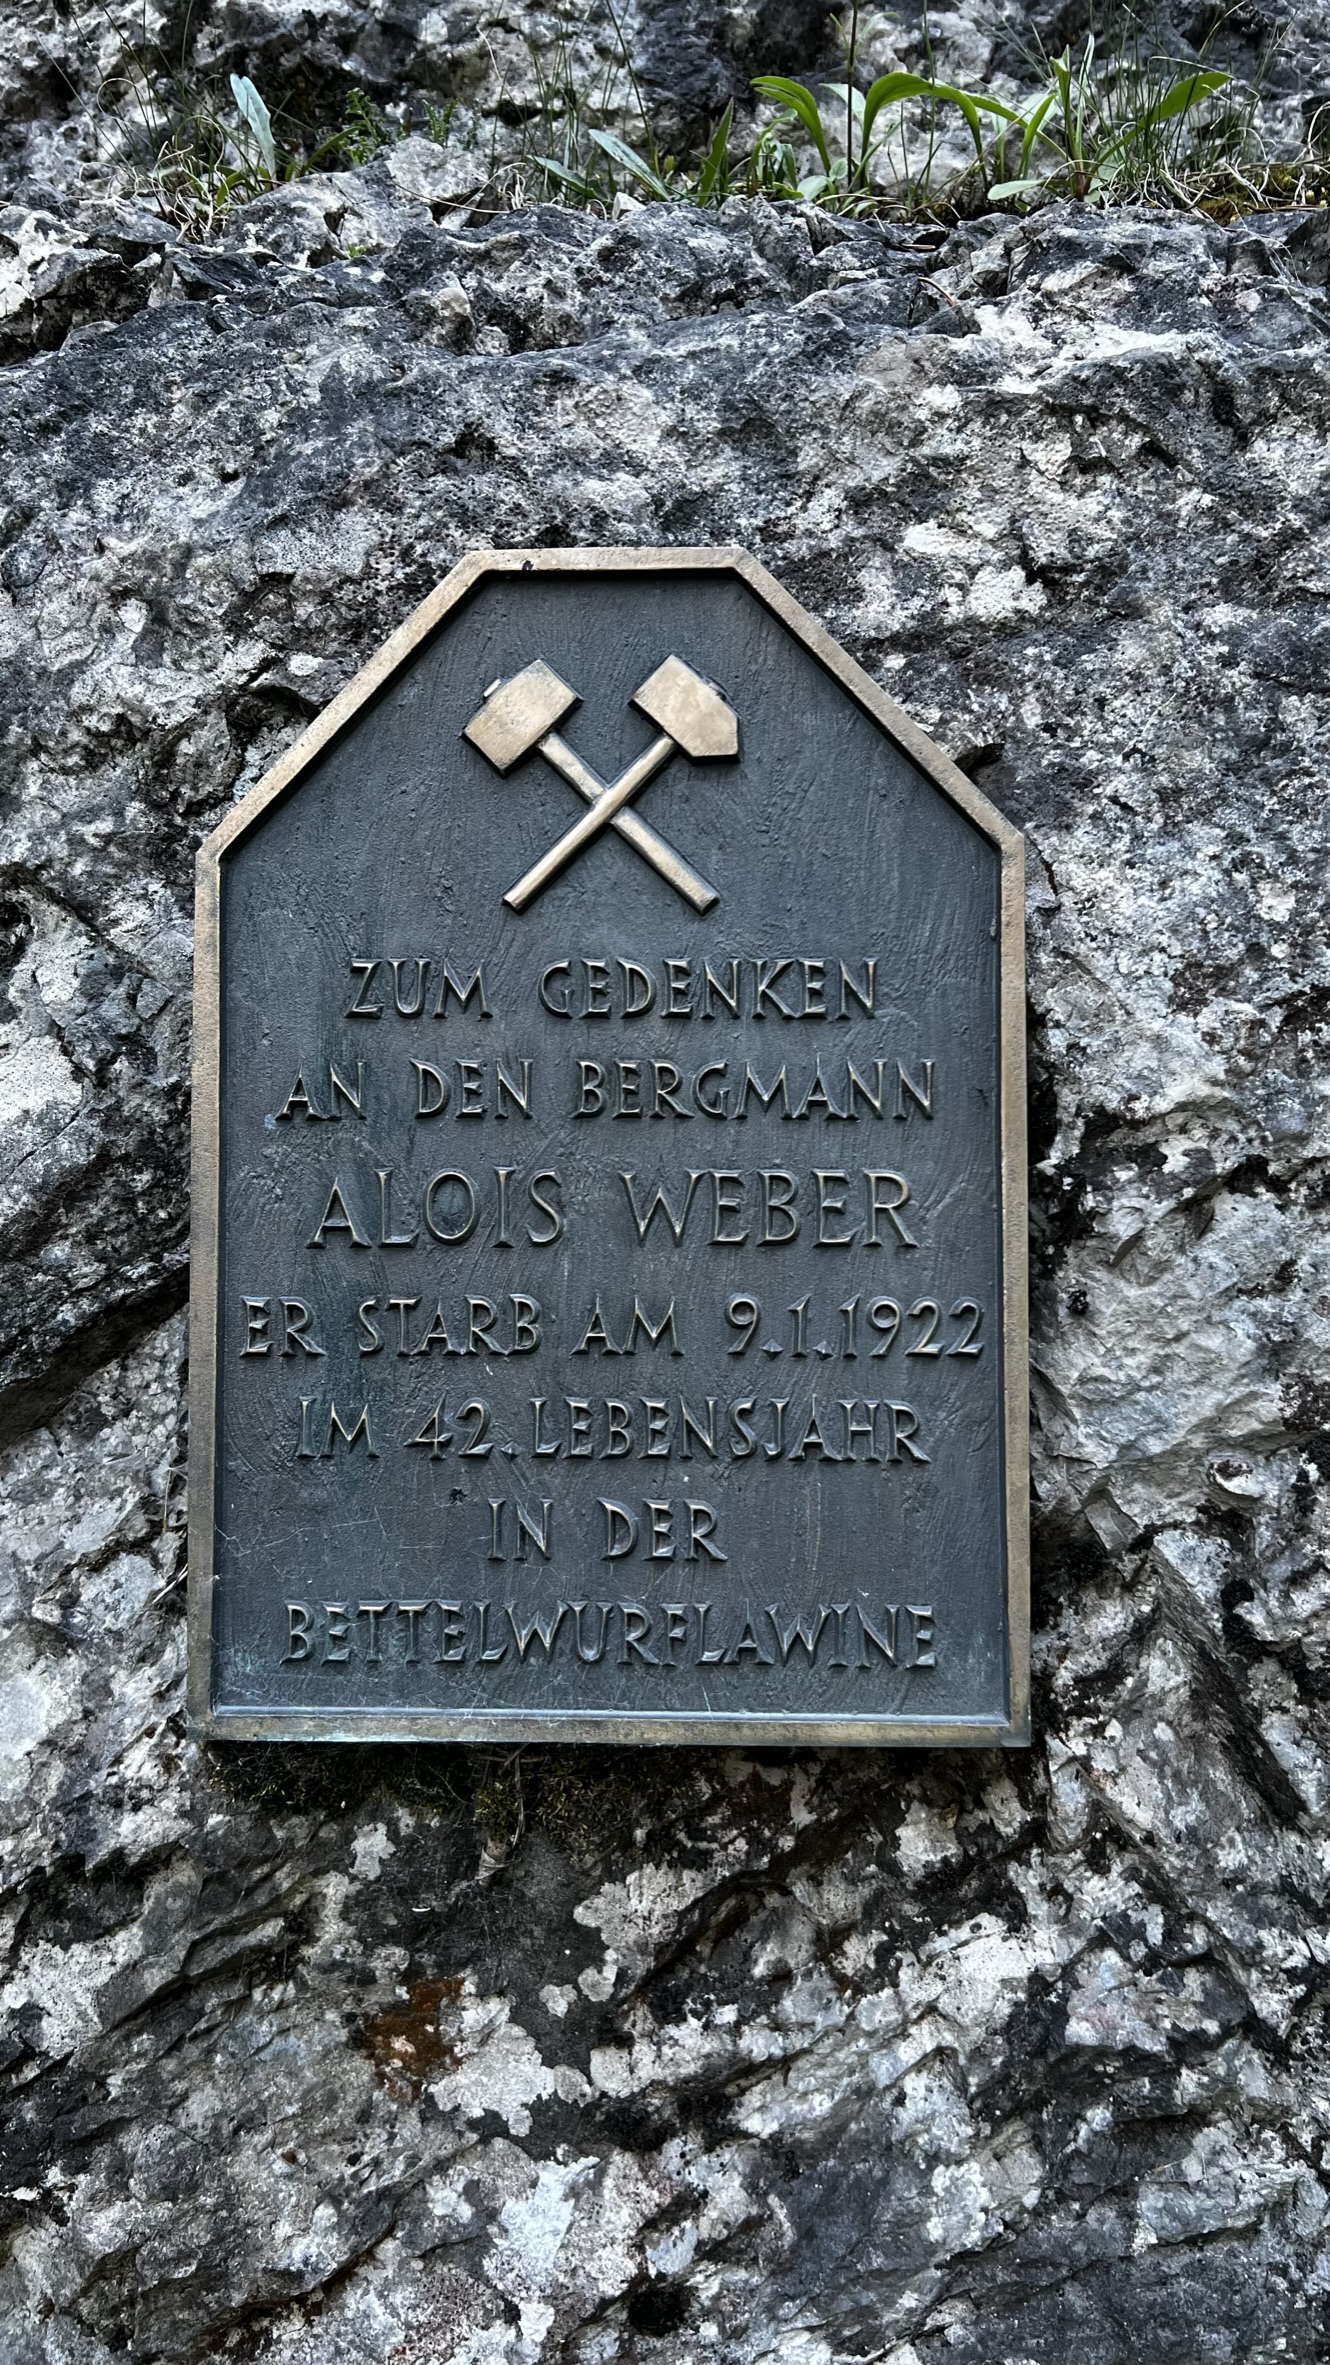 ZUM GEDENKEN
AN DEN BERGMANN
ALOIS WEBER
ER STARB AM 9.1.1922
IM 42. LEBENSJAHR
IN DER
BETTELWURFLAWINE